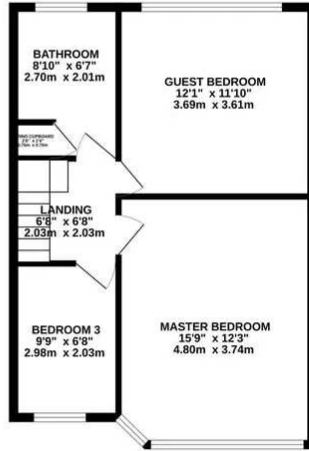 BATHROOM
8'10" x 6'7"
2.70m x 2.01m
GUEST BEDROOM
12'1" x 11'10"
3.69m x 3.61m
CUPBOARD
LANDING
6'8" x 6'8"
2.03m x 2.03m
BEDROOM 3
9'9" x 6'8"
2.98m x 2.03m
MASTER BEDROOM
15'9" x 12'3"
4.80m x 3.74m